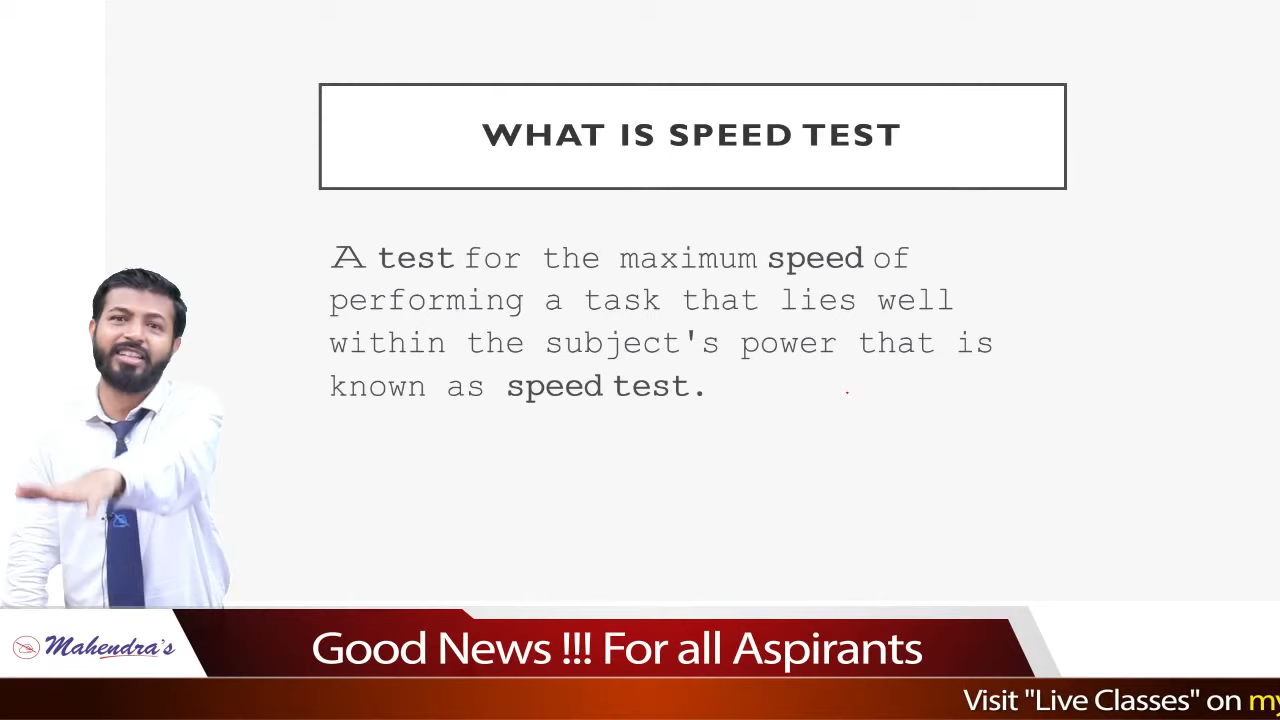 WHAT IS SPEED TEST
A test for the maximum speed of
performing a task that lies well
within the subject's power that is
known as speed test.
Mahendra's
Good News !!! For all Aspirants
Visit "Live Classes" on my